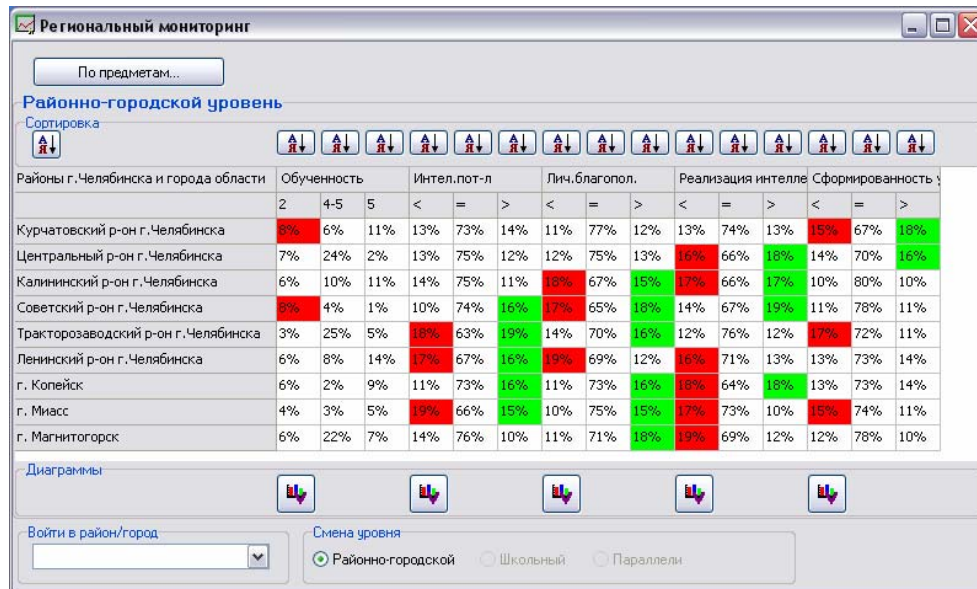 Региональный мониторинг
По предметам...
Районно-городской уровень
Сортировка
Районы г.Челябинска и города области Обученность Интел.пот-л Лич.благопол. Реализация интелле Сформированность у
2 4-5 5 < = > < = > < = > < = >
Курчатовский р-он г.Челябинска 8% 6% 11% 13% 73% 14% 11% 77% 12% 13% 74% 13% 15% 67% 18%
Центральный р-он г.Челябинска 7% 24% 2% 13% 75% 12% 12% 75% 13% 16% 66% 18% 14% 70% 16%
Калининский р-он г.Челябинска 6% 10% 11% 14% 75% 11% 18% 67% 15% 17% 66% 17% 10% 80% 10%
Советский р-он г.Челябинска 8% 4% 1% 10% 74% 16% 17% 65% 18% 14% 67% 19% 11% 78% 11%
Тракторозаводский р-он г.Челябинска 3% 25% 5% 18% 63% 19% 14% 70% 16% 12% 76% 12% 17% 72% 11%
Ленинский р-он г.Челябинска 6% 8% 14% 17% 67% 16% 19% 69% 12% 16% 71% 13% 13% 73% 14%
г. Копейск 6% 2% 9% 11% 73% 16% 11% 73% 16% 18% 64% 18% 13% 73% 14%
г. Миасс 4% 3% 5% 19% 66% 15% 10% 75% 15% 17% 73% 10% 15% 74% 11%
г. Магнитогорск 6% 22% 7% 14% 76% 10% 11% 71% 18% 19% 69% 12% 12% 78% 10%
Диаграммы
Войти в район/город Смена уровня
Районно-городской Школьный Параллели